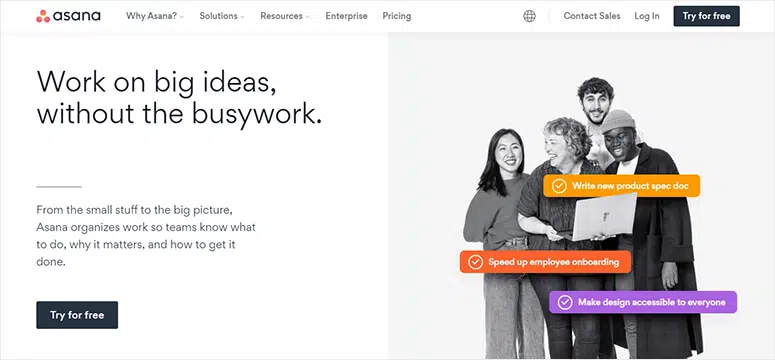 asana
Why Asana?
Solutions
Resources
Enterprise
Pricing
Contact Sales
Log In
Try for free
Work on big ideas,
without the busywork.
From the small stuff to the big picture,
Asana organizes work so teams know what
to do, why it matters, and how to get it
done.
Try for free
Write new product spec doc
Speed up employee onboarding
Make design accessible to everyone